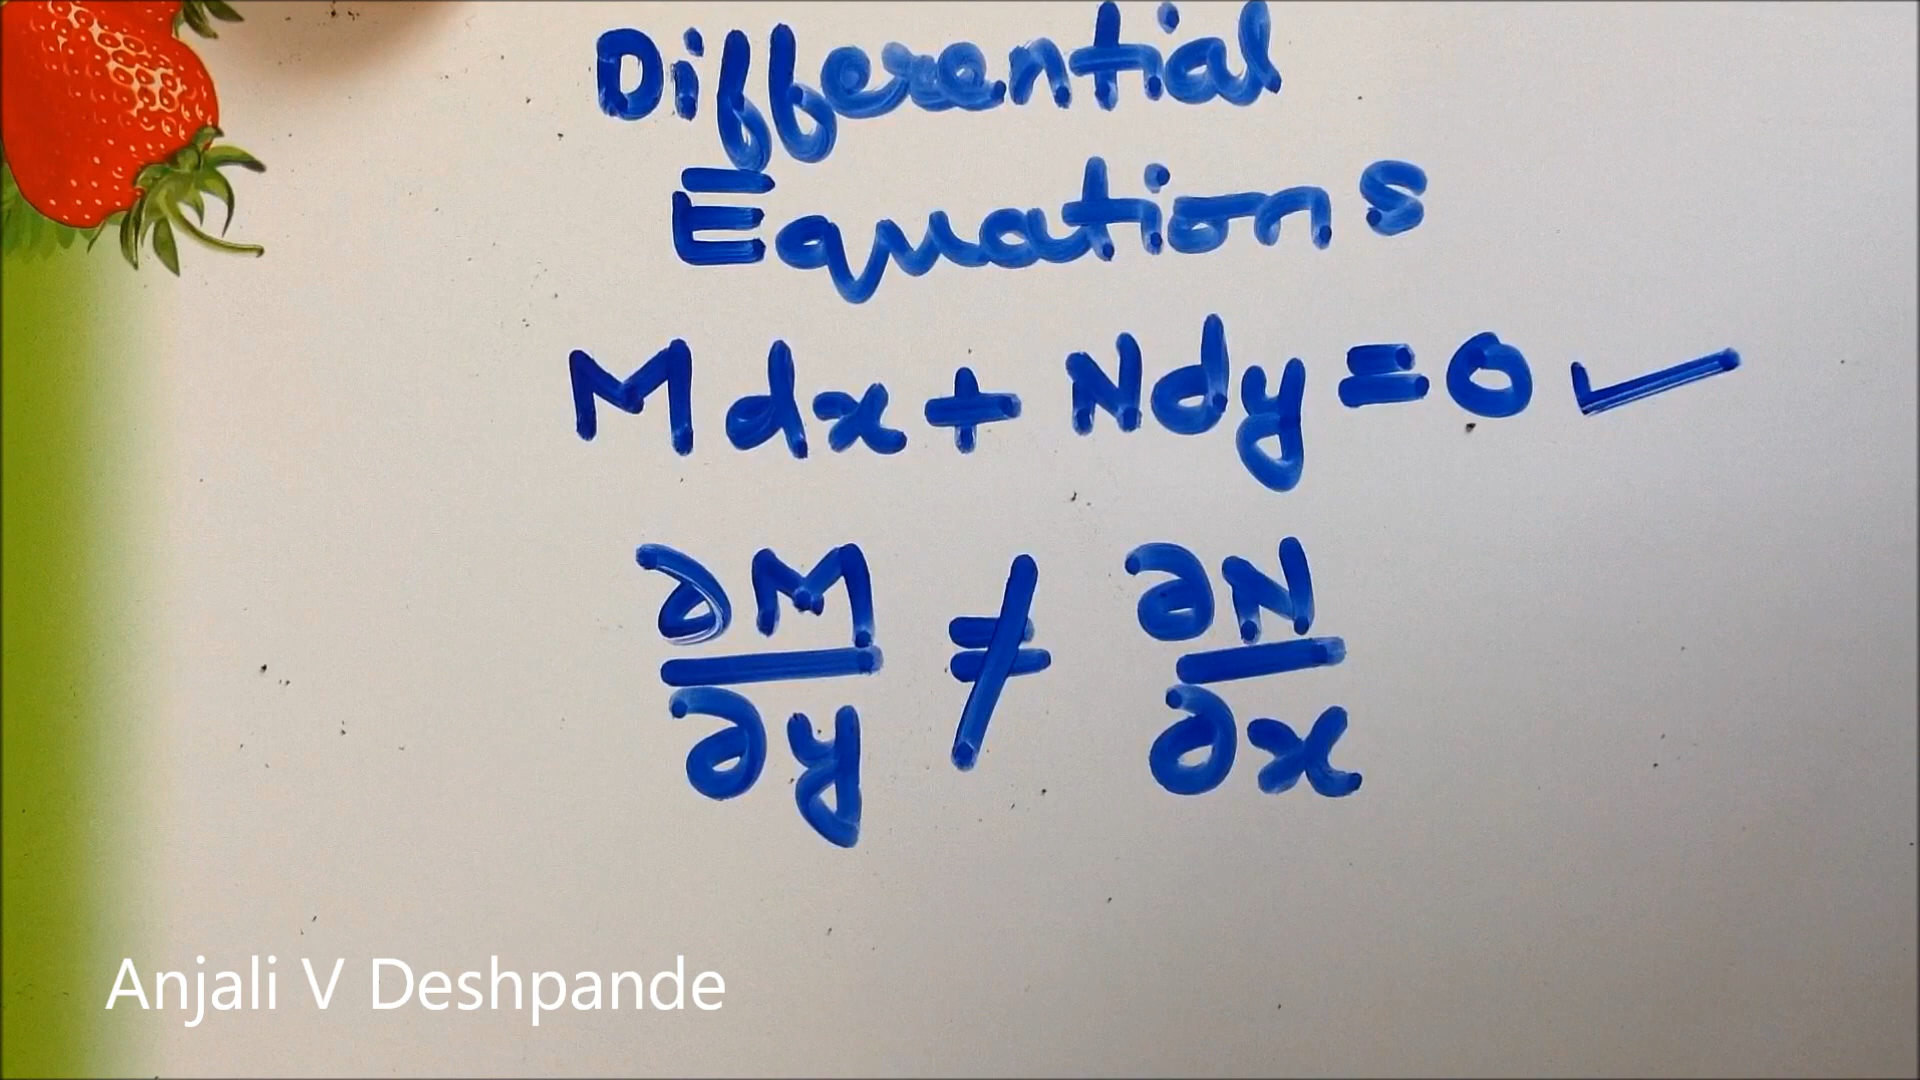 Differential
Equations
Mdx + Ndy = 0 ✓
∂M/∂y ≠ ∂N/∂x
Anjali V Deshpande